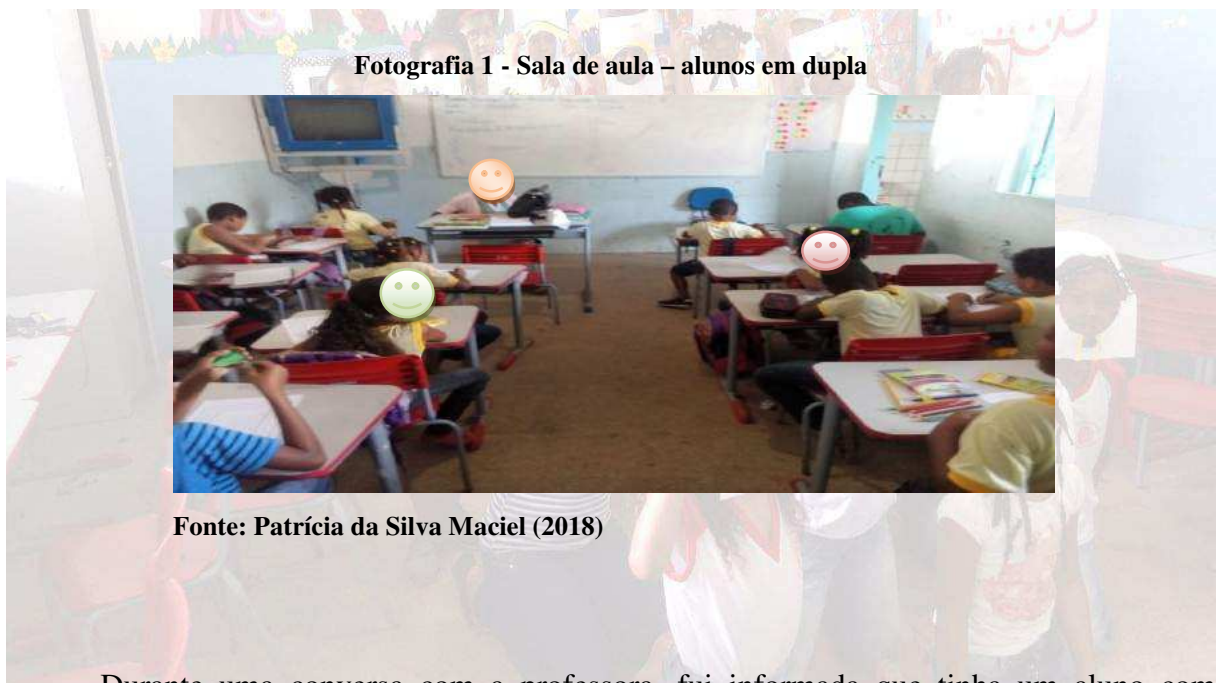 Fotografia 1 - Sala de aula – alunos em dupla
Fonte: Patrícia da Silva Maciel (2018)
Durante uma conversa com a professora, fui informada que tinha um aluno com